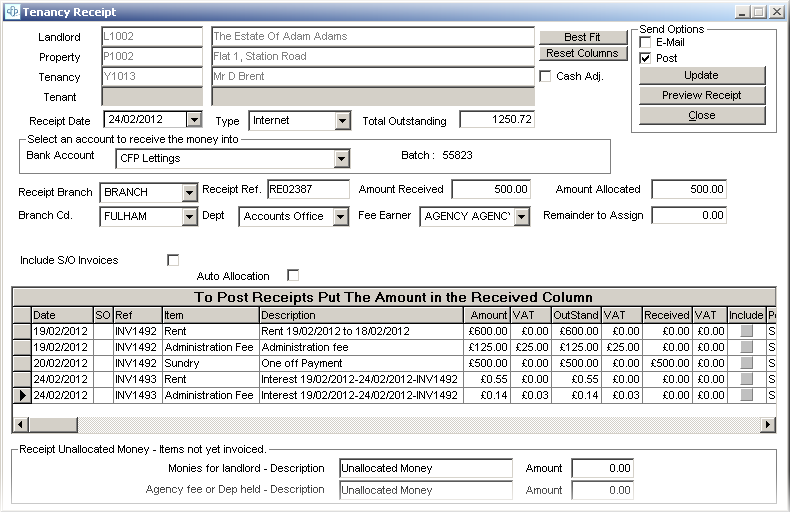 Tenancy Receipt
Landlord L1002 The Estate Of Adam Adams Best Fit
Property P1002 Flat 1, Station Road Reset Columns
Tenancy Y1013 Mr D Brent Cash Adj.
Tenant
Send Options
E-Mail
Post
Update
Preview Receipt
Close
Receipt Date 24/02/2012 Type Internet Total Outstanding 1250.72
Select an account to receive the money into
Bank Account CFP Lettings Batch : 55823
Receipt Branch BRANCH Receipt Ref. RE02387 Amount Received 500.00 Amount Allocated 500.00
Branch Cd. FULHAM Dept Accounts Office Fee Earner AGENCY AGENCY Remainder to Assign 0.00
Include S/O Invoices
Auto Allocation
To Post Receipts Put The Amount in the Received Column
Date SO Ref Item Description Amount VAT OutStand VAT Received VAT Include Po
19/02/2012 INV1492 Rent Rent 19/02/2012 to 18/02/2012 £600.00 £0.00 £600.00 £0.00 £0.00 £0.00 S
19/02/2012 INV1492 Administration Fee Administration fee £125.00 £25.00 £125.00 £25.00 £0.00 £0.00 S
20/02/2012 INV1492 Sundry One off Payment £500.00 £0.00 £500.00 £0.00 £500.00 £0.00 S
24/02/2012 INV1493 Rent Interest 19/02/2012-24/02/2012-INV1492 £0.55 £0.00 £0.55 £0.00 £0.00 £0.00 S
24/02/2012 INV1493 Administration Fee Interest 19/02/2012-24/02/2012-INV1492 £0.14 £0.03 £0.14 £0.03 £0.00 £0.00 S
Receipt Unallocated Money - Items not yet invoiced.
Monies for landlord - Description Unallocated Money Amount 0.00
Agency fee or Dep held - Description Unallocated Money Amount 0.00